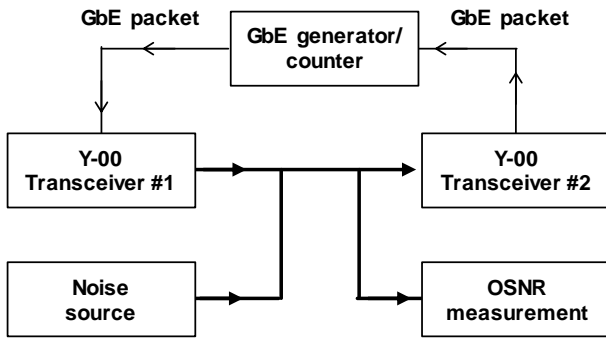 GbE packet
GbE packet
GbE generator/
counter
Y-00
Transceiver #1
Y-00
Transceiver #2
Noise
source
OSNR
measurement